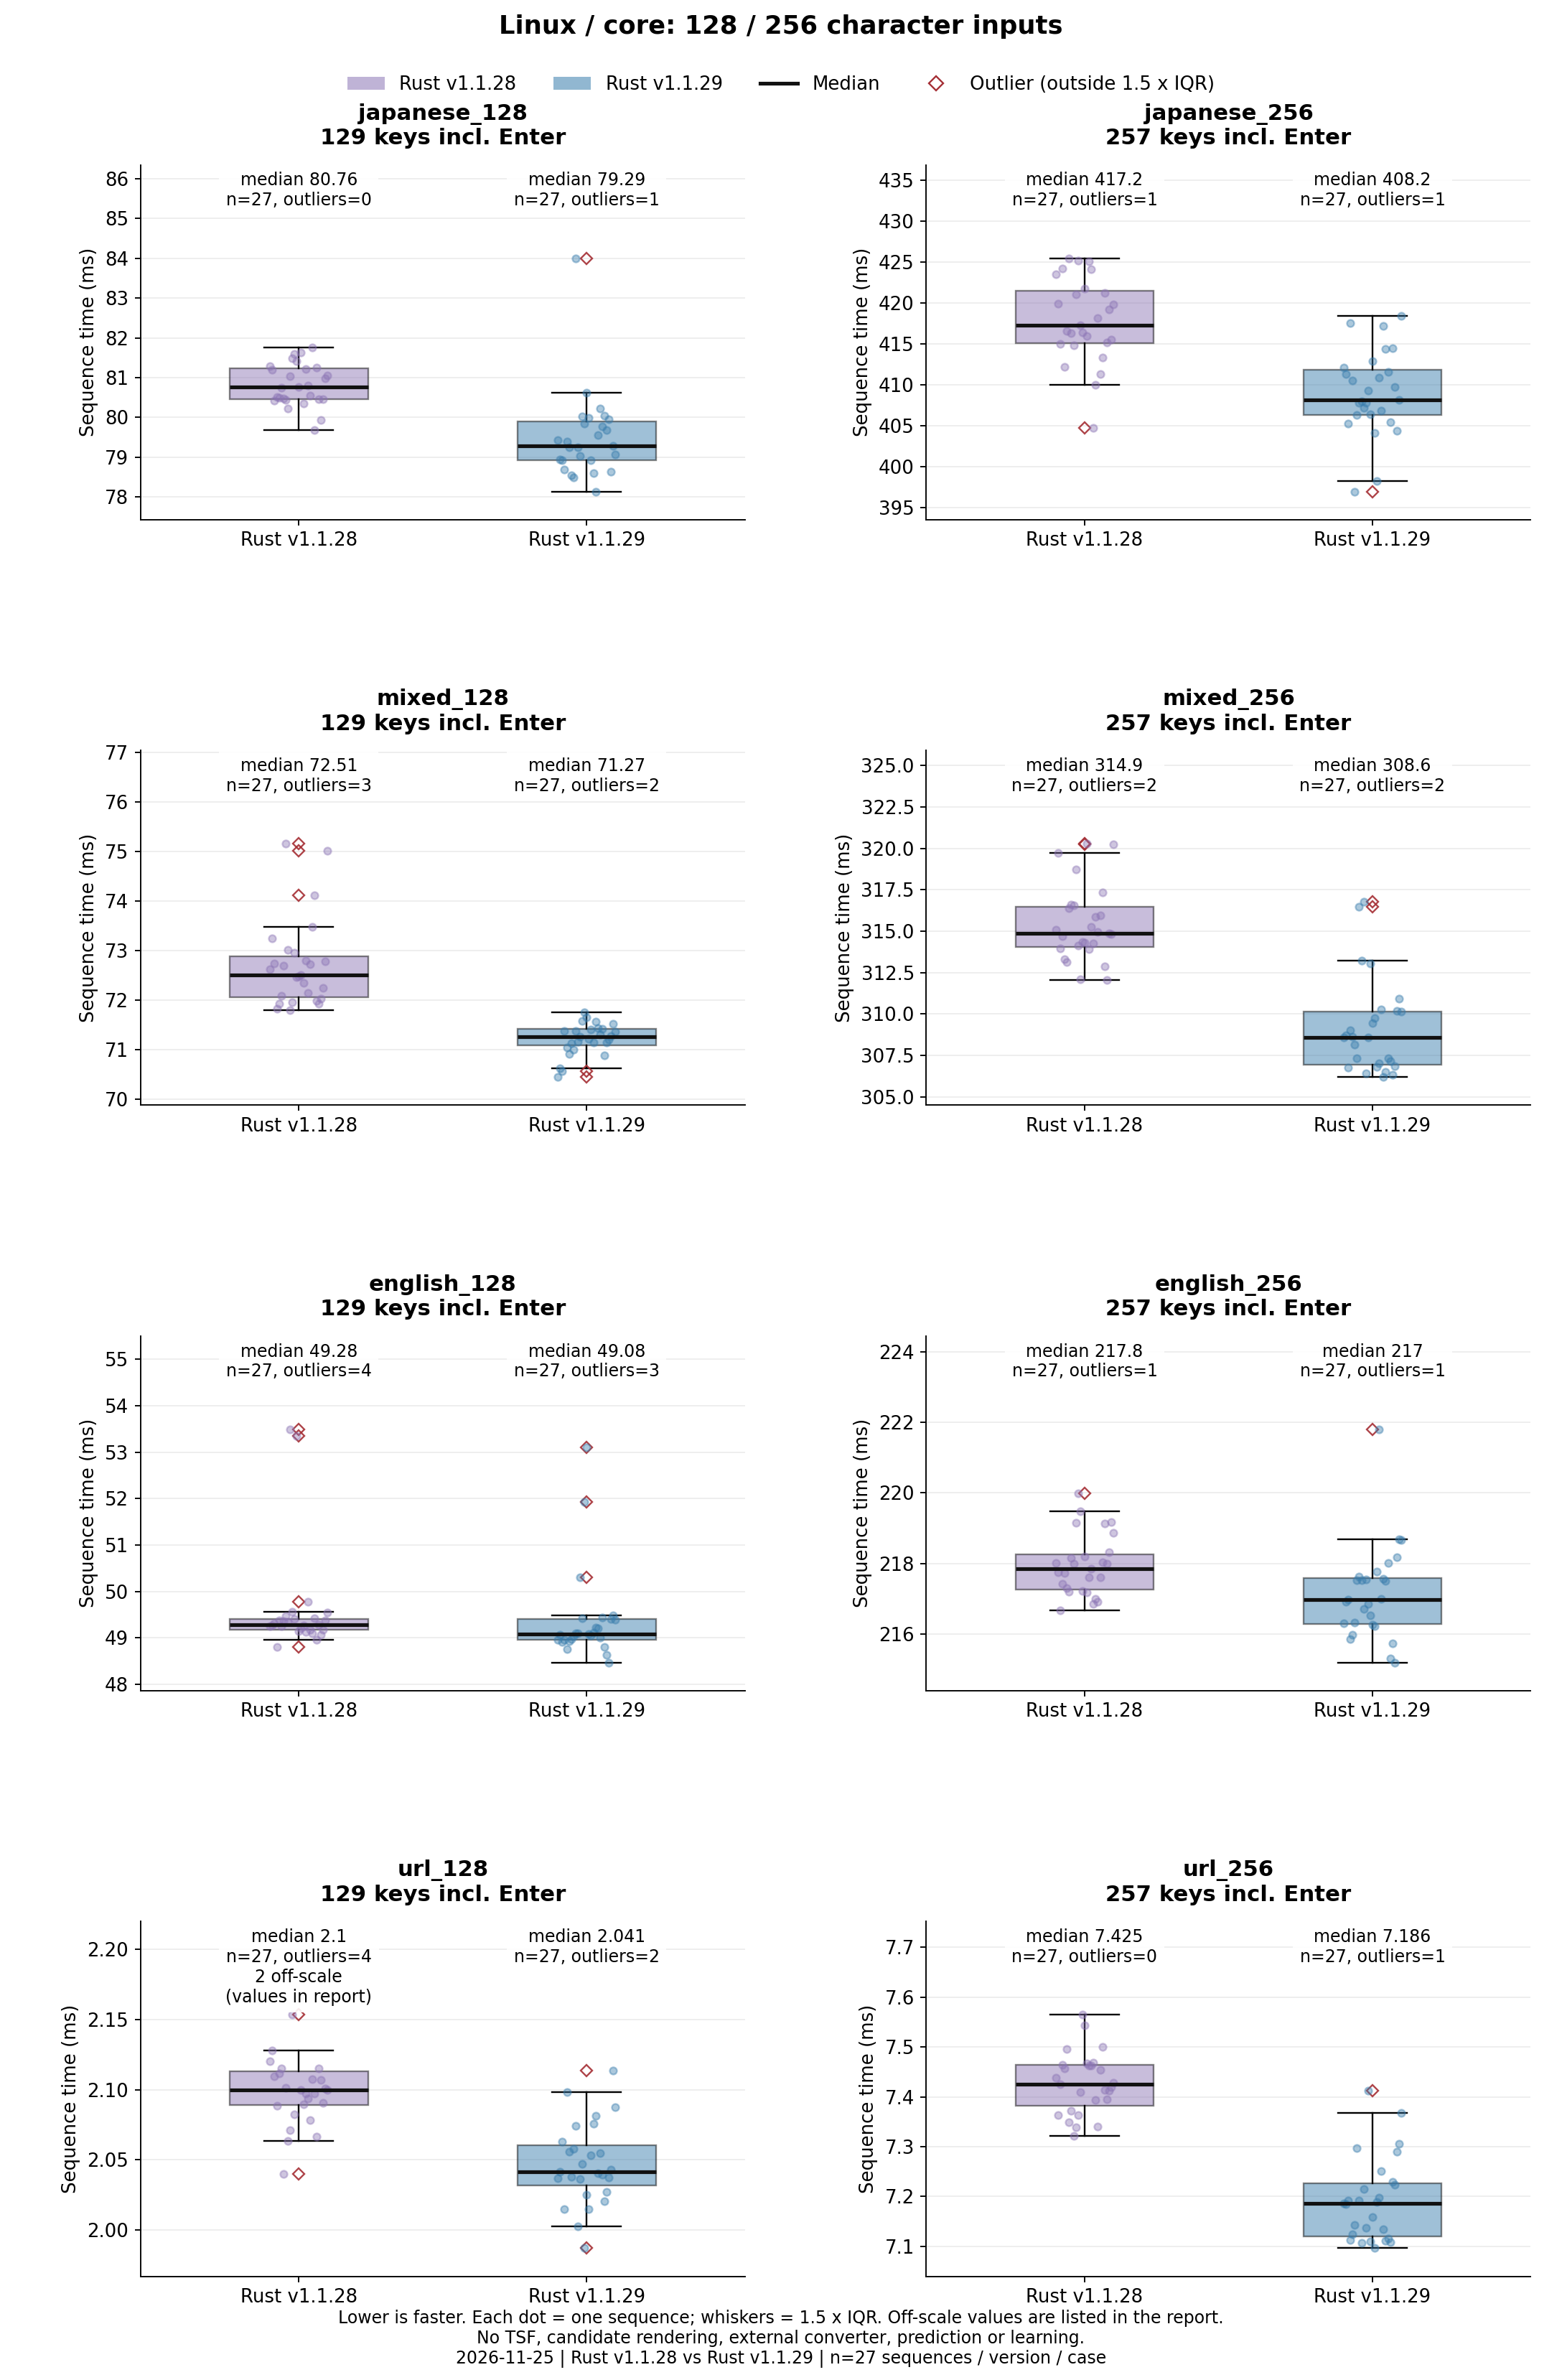 Linux / core: 128 / 256 character inputs
Rust v1.1.28
Rust v1.1.29
Median
Outlier (outside 1.5 x IQR)
japanese_128
129 keys incl. Enter
median 80.76
n=27, outliers=0
median 79.29
n=27, outliers=1
Sequence time (ms)
86
85
84
83
82
81
80
79
78
Rust v1.1.28
Rust v1.1.29
japanese_256
257 keys incl. Enter
median 417.2
n=27, outliers=1
median 408.2
n=27, outliers=1
Sequence time (ms)
435
430
425
420
415
410
405
400
395
Rust v1.1.28
Rust v1.1.29
mixed_128
129 keys incl. Enter
median 72.51
n=27, outliers=3
median 71.27
n=27, outliers=2
Sequence time (ms)
77
76
75
74
73
72
71
70
Rust v1.1.28
Rust v1.1.29
mixed_256
257 keys incl. Enter
median 314.9
n=27, outliers=2
median 308.6
n=27, outliers=2
Sequence time (ms)
325.0
322.5
320.0
317.5
315.0
312.5
310.0
307.5
305.0
Rust v1.1.28
Rust v1.1.29
english_128
129 keys incl. Enter
median 49.28
n=27, outliers=4
median 49.08
n=27, outliers=3
Sequence time (ms)
55
54
53
52
51
50
49
48
Rust v1.1.28
Rust v1.1.29
english_256
257 keys incl. Enter
median 217.8
n=27, outliers=1
median 217
n=27, outliers=1
Sequence time (ms)
224
222
220
218
216
Rust v1.1.28
Rust v1.1.29
url_128
129 keys incl. Enter
median 2.1
n=27, outliers=4
2 off-scale
(values in report)
median 2.041
n=27, outliers=2
Sequence time (ms)
2.20
2.15
2.10
2.05
2.00
Rust v1.1.28
Rust v1.1.29
url_256
257 keys incl. Enter
median 7.425
n=27, outliers=0
median 7.186
n=27, outliers=1
Sequence time (ms)
7.7
7.6
7.5
7.4
7.3
7.2
7.1
Rust v1.1.28
Rust v1.1.29
Lower is faster. Each dot = one sequence; whiskers = 1.5 x IQR. Off-scale values are listed in the report.
No TSF, candidate rendering, external converter, prediction or learning.
2026-11-25 | Rust v1.1.28 vs Rust v1.1.29 | n=27 sequences / version / case